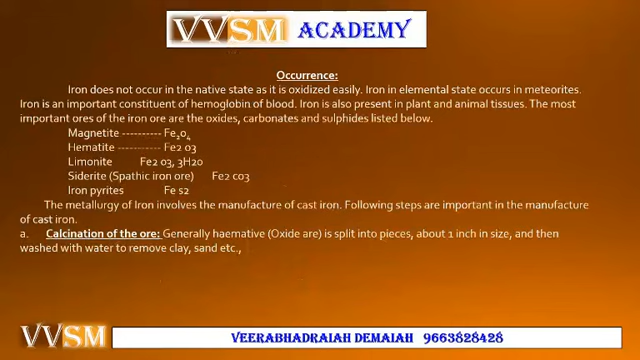 VVSM ACADEMY
Occurrence:
Iron does not occur in the native state as it is oxidized easily. Iron in elemental state occurs in meteorites.
Iron is an important constituent of hemoglobin of blood. Iron is also present in plant and animal tissues. The most
important ores of the iron ore are the oxides, carbonates and sulphides listed below.
Magnetite ---------- Fe3O4
Hematite ----------- Fe2 O3
Limonite Fe2 O3, 3H2O
Siderite (Spathic iron ore) Fe2 CO3
Iron pyrites Fe S2
The metallurgy of Iron involves the manufacture of cast iron. Following steps are important in the manufacture
of cast iron.
a. Calcination of the ore: Generally haemative (Oxide are) is split into pieces, about 1 inch in size, and then
washed with water to remove clay, sand etc.,
VVSM VEERABHADRAIAH DEMAIAH 9663828428